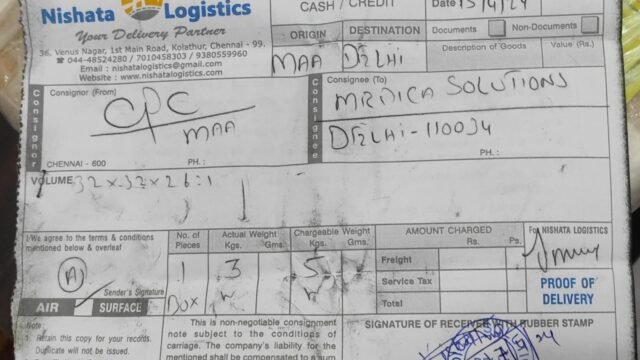 Nishata Logistics
Your Delivery Partner
36, Venus Nagar, 1st Main Road, Kolathur, Chennai - 99.
☎ 044-48524280 / 7010458303 / 9380559960
Email : nishatalogistics@gmail.com
Website : www.nishatalogistics.com
CASH / CREDIT
Date 15/4/24
ORIGIN
DESTINATION
Documents
Non-Documents
MAA
DELHI
Description of Goods
Value (Rs.)
Consignor
Consignor (From)
CPC
MAA
CHENNAI - 600
PH. :
Consignee
Consignee (To)
MRDICA SOLUTIONS
DELHI-110034
PH. :
VOLUME 32x32x26:1
I/We agree to the terms & conditions
mentioned below & overleaf
A
Sender's Signature
AIR
SURFACE
No. of Pieces
Actual Weight
Kgs. Gms.
Chargeable Weight
Kgs. Gms.
1
3
5
BOX
AMOUNT CHARGED
Rs. Ps.
Freight
Service Tax
Total
For NISHATA LOGISTICS
PROOF OF
DELIVERY
Note :
Retain this copy for your records.
Duplicate will not be issued.
This is non-negotiable consignment
note subject to the conditions of
carriage. The company's liability for
the mentioned shall be
SIGNATURE OF RECEIVER WITH RUBBER STAMP